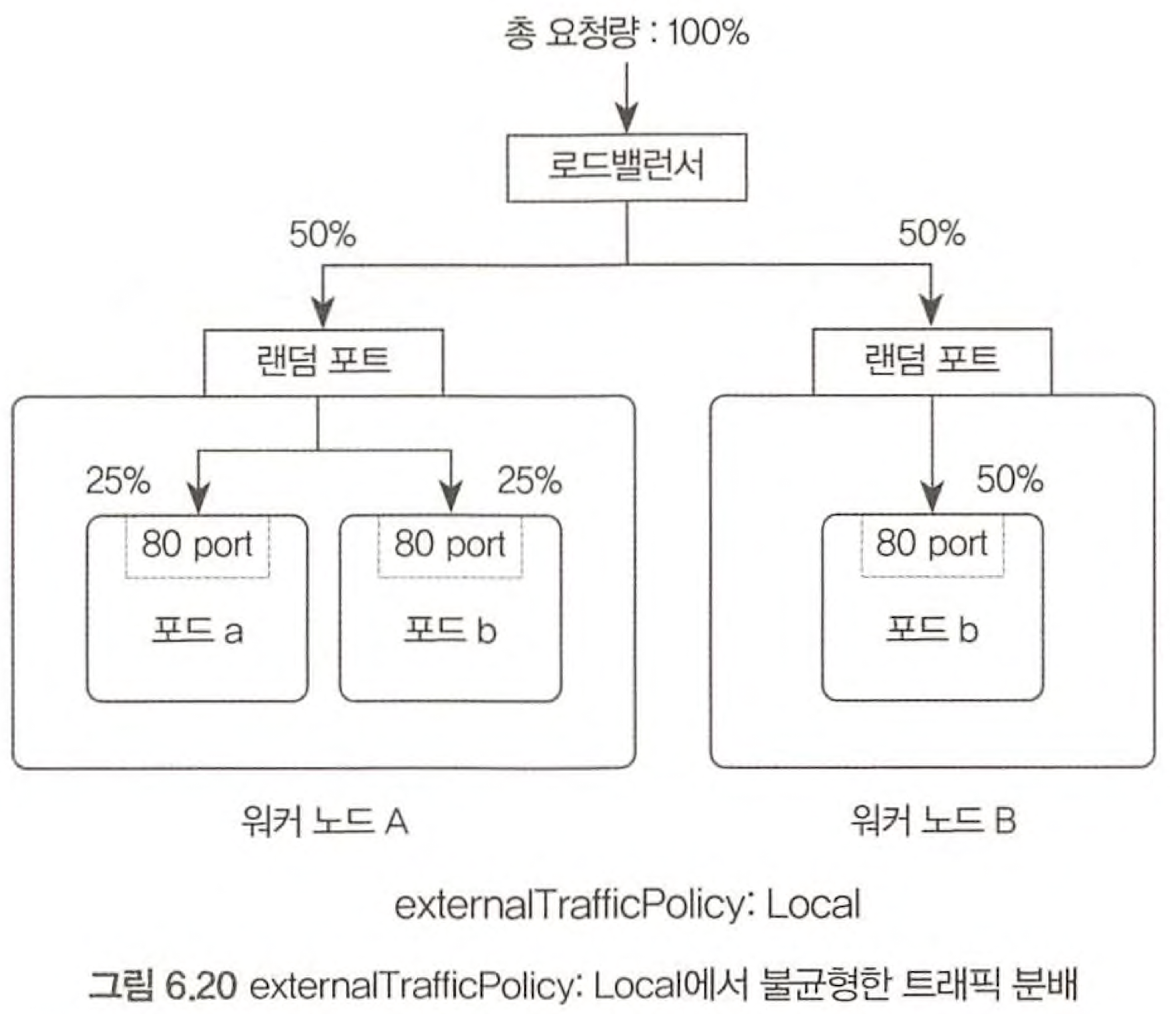 총 요청량 : 100%
로드밸런서
50%
50%
랜덤 포트
랜덤 포트
25%
25%
50%
80 port
80 port
80 port
포드 a
포드 b
포드 b
워커 노드 A
워커 노드 B
externalTrafficPolicy: Local
그림 6.20 externalTrafficPolicy: Local에서 불균형한 트래픽 분배